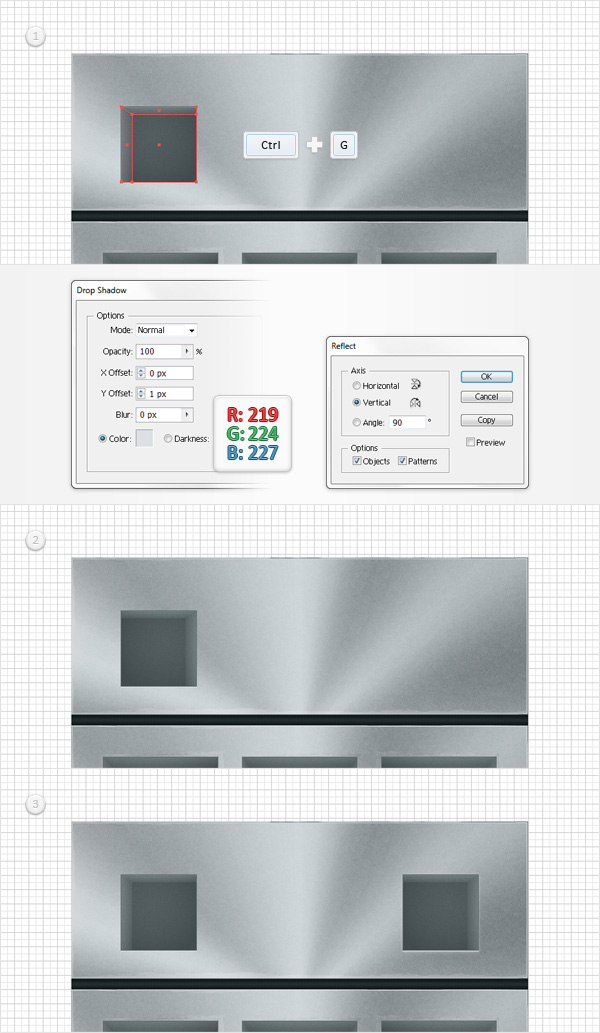 1
Ctrl + G
Drop Shadow
Options
Mode: Normal
Opacity: 100 %
X Offset: 0 px
Y Offset: 1 px
Blur: 0 px
Color: Darkness:
R: 219
G: 224
B: 227
Reflect
Axis
Horizontal
Vertical
Angle: 90 °
OK
Cancel
Copy
Preview
Options
Objects Patterns
2
3